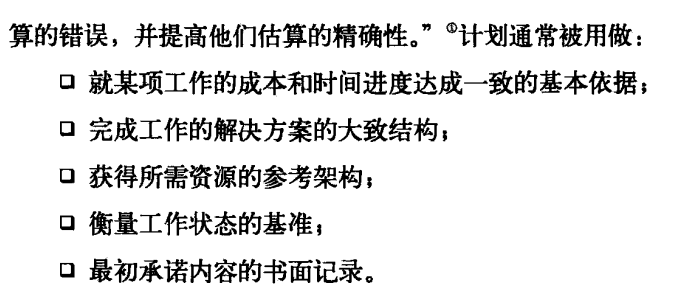 算的错误，并提高他们估算的精确性。”①计划通常被用做：
❏ 就某项工作的成本和时间进度达成一致的基本依据；
❏ 完成工作的解决方案的大致结构；
❏ 获得所需资源的参考架构；
❏ 衡量工作状态的基准；
❏ 最初承诺内容的书面记录。